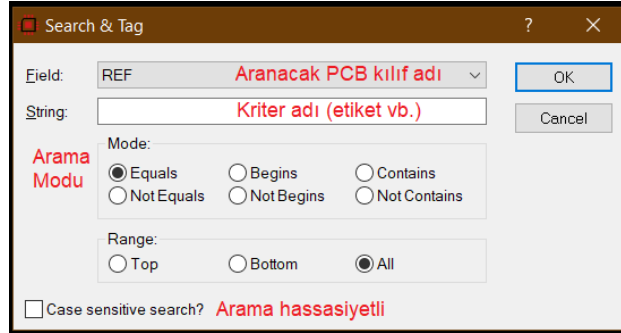 Search & Tag ? ×
Field: REF Aranacak PCB kılıf adı OK
String: Kriter adı (etiket vb.) Cancel
Arama Modu
Mode:
Equals Begins Contains
Not Equals Not Begins Not Contains
Range:
Top Bottom All
Case sensitive search? Arama hassasiyetli